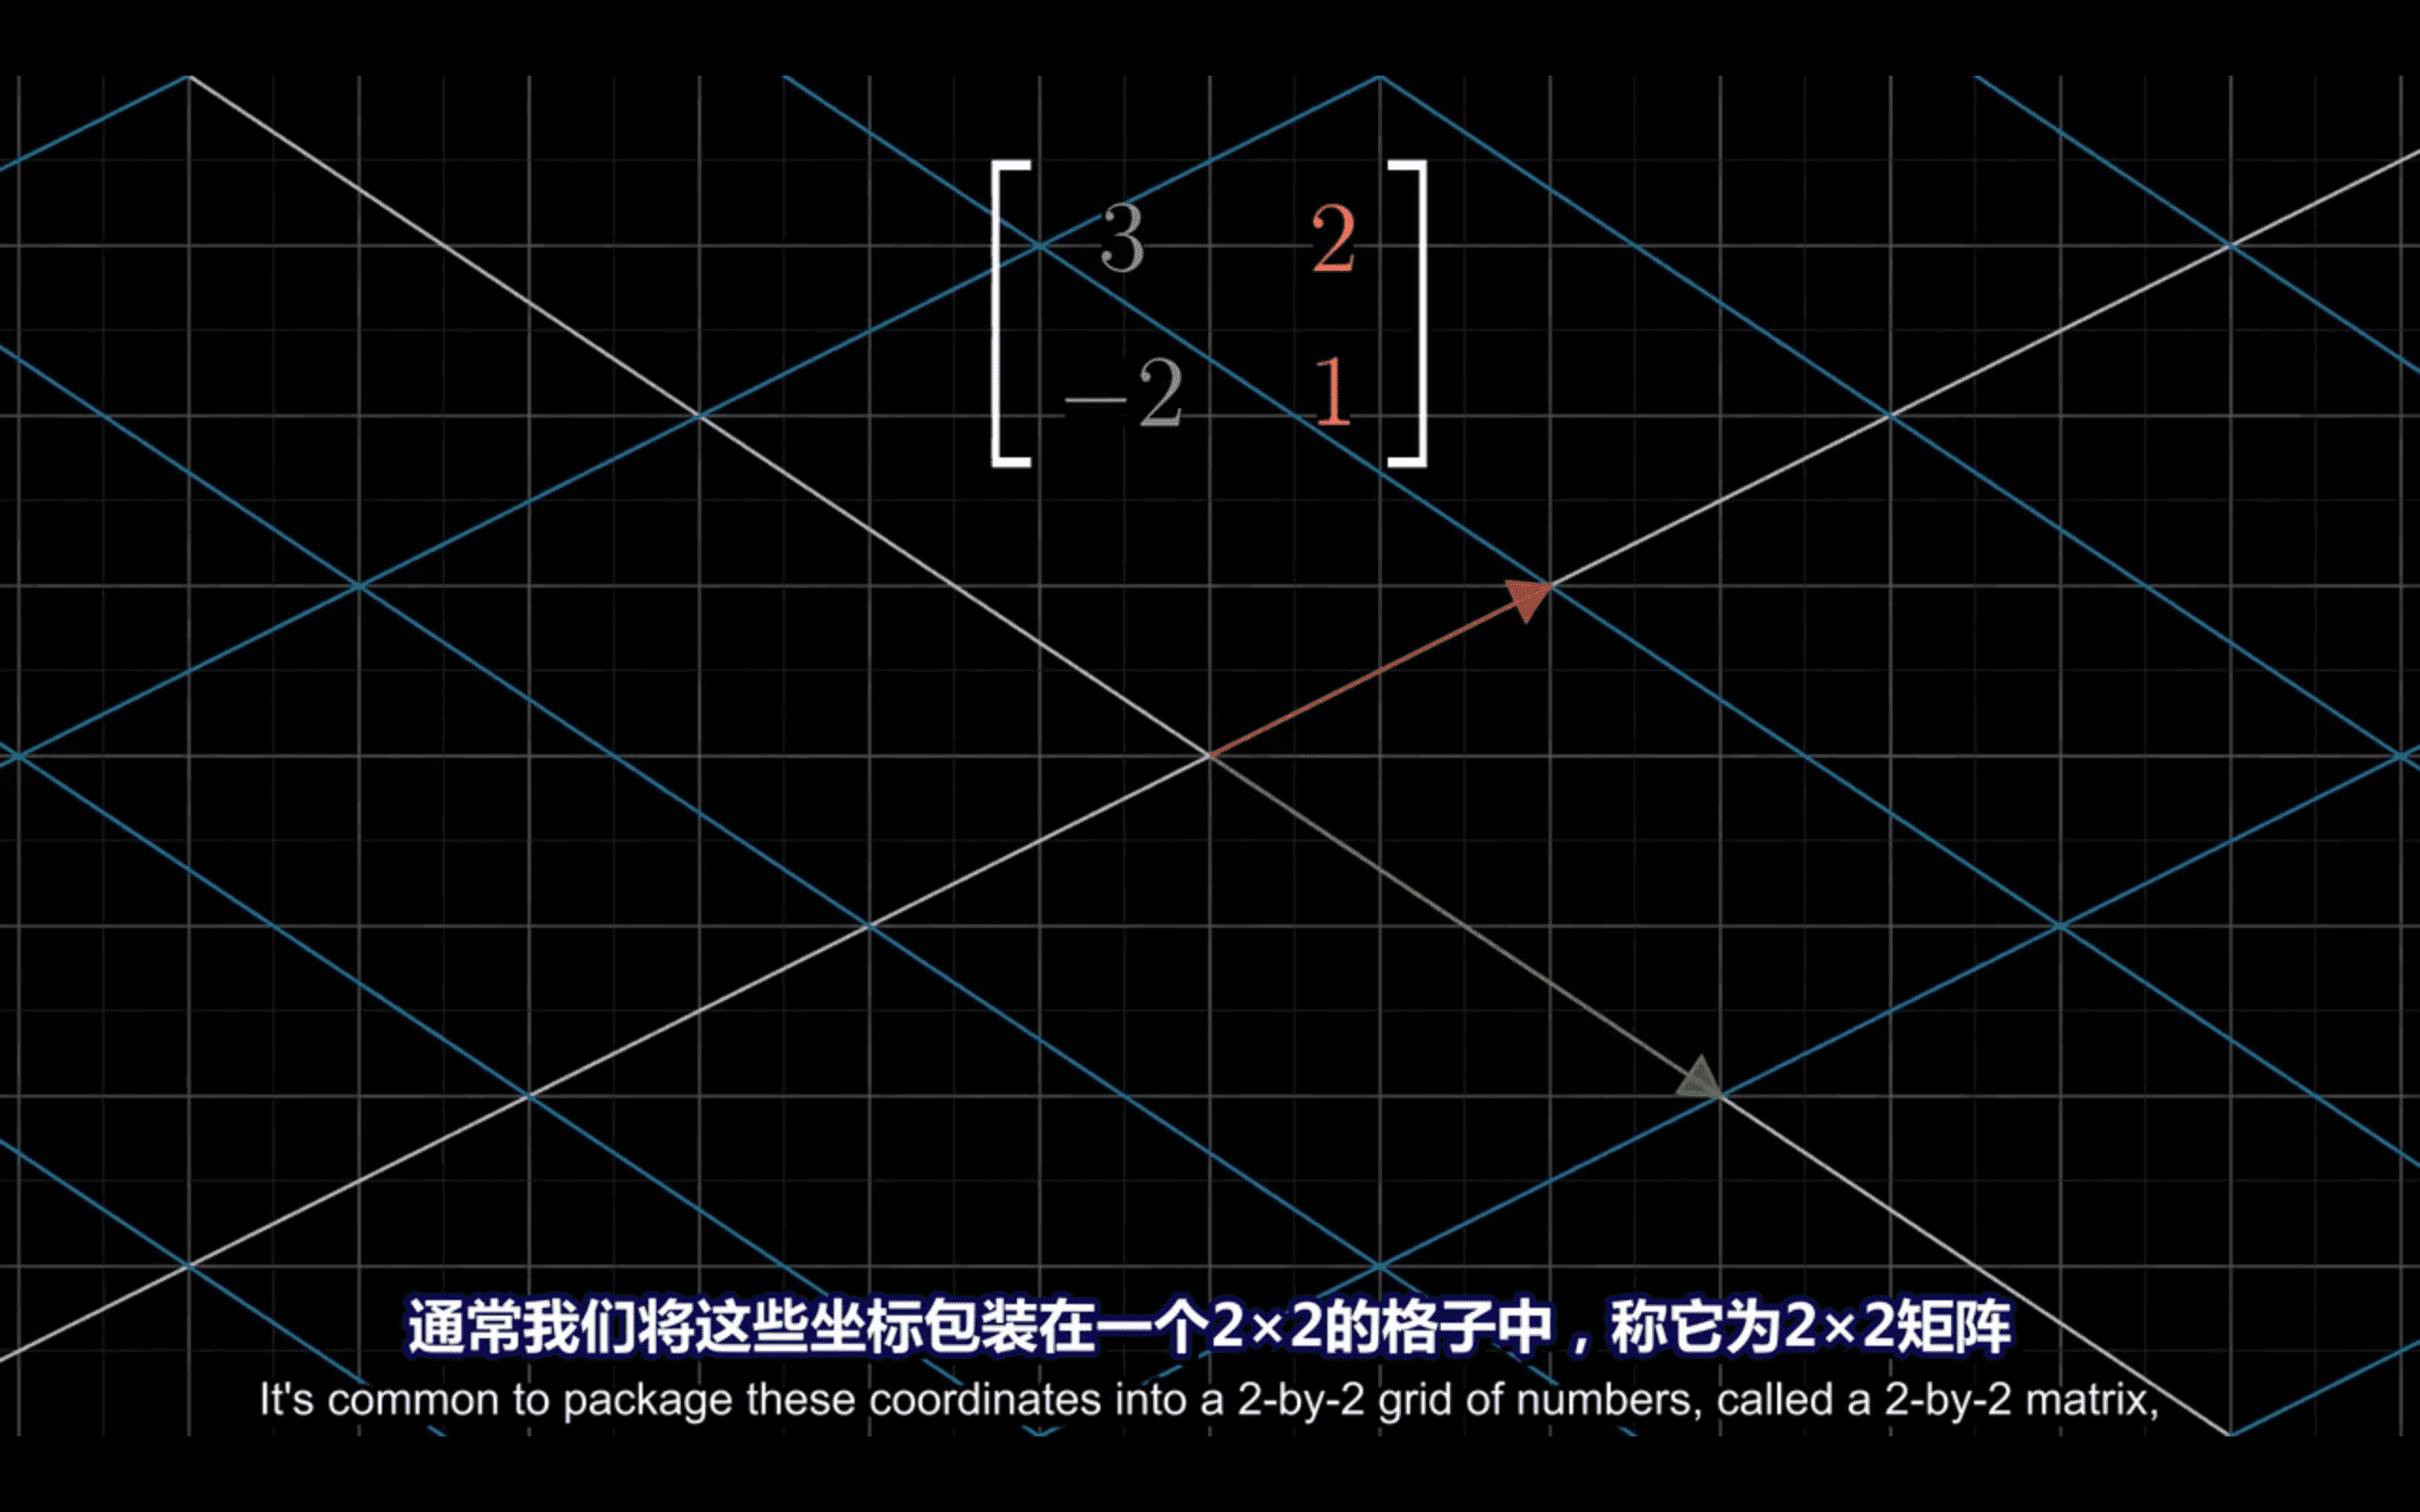 3 2
−2 1
通常我们将这些坐标包装在一个2×2的格子中，称它为2×2矩阵
It's common to package these coordinates into a 2-by-2 grid of numbers, called a 2-by-2 matrix,